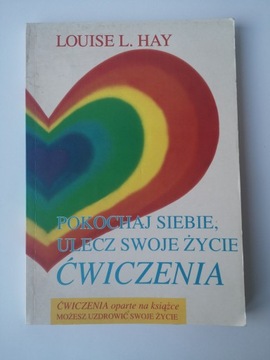 LOUISE L. HAY
POKOCHAJ SIEBIE,
ULECZ SWOJE ŻYCIE
ĆWICZENIA
ĆWICZENIA oparte na książce
MOŻESZ UZDROWIĆ SWOJE ŻYCIE